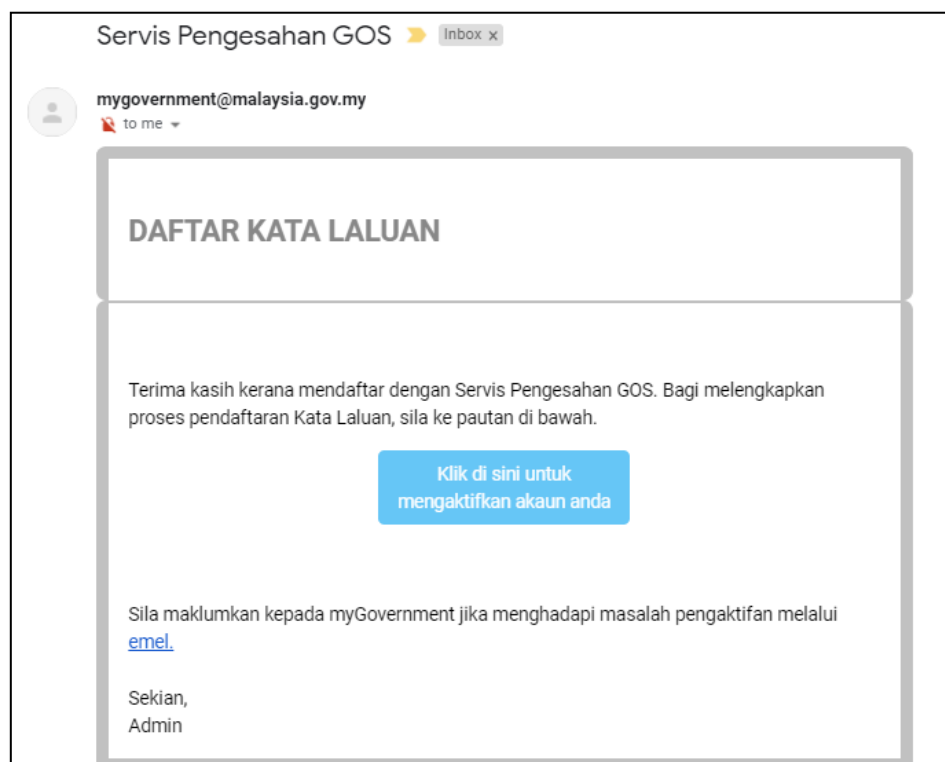 Servis Pengesahan GOS Inbox x
mygovernment@malaysia.gov.my
to me
DAFTAR KATA LALUAN
Terima kasih kerana mendaftar dengan Servis Pengesahan GOS. Bagi melengkapkan
proses pendaftaran Kata Laluan, sila ke pautan di bawah.
Klik di sini untuk
mengaktifkan akaun anda
Sila maklumkan kepada myGovernment jika menghadapi masalah pengaktifan melalui
emel.
Sekian,
Admin